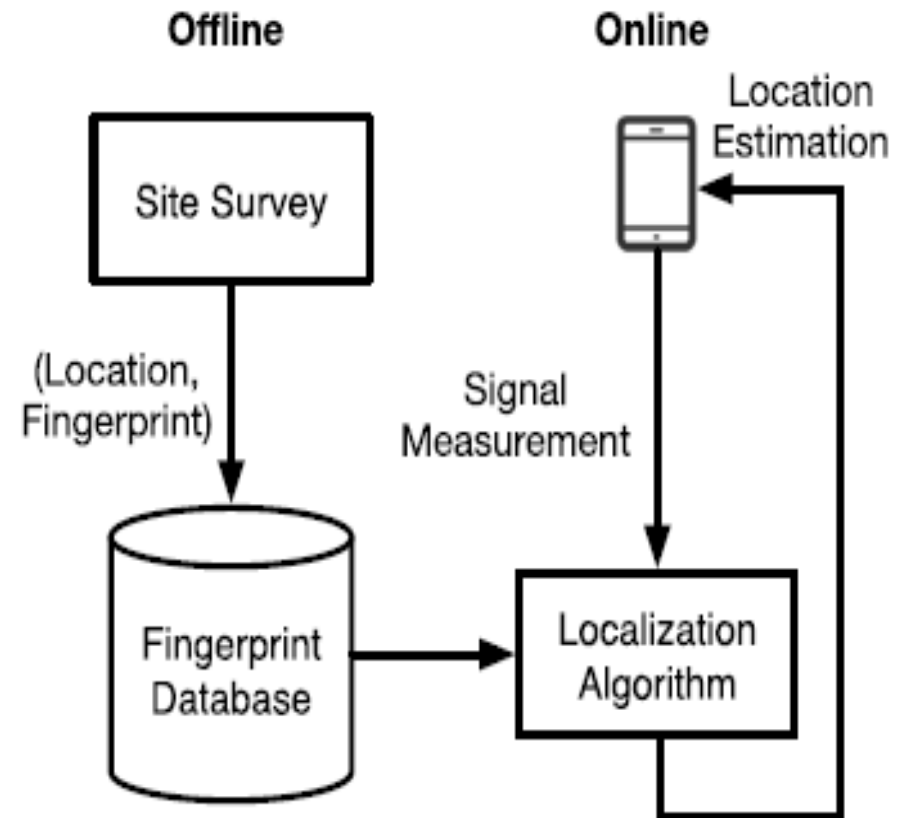 Offline
Online
Location
Estimation
Site Survey
(Location,
Fingerprint)
Signal
Measurement
Fingerprint
Database
Localization
Algorithm